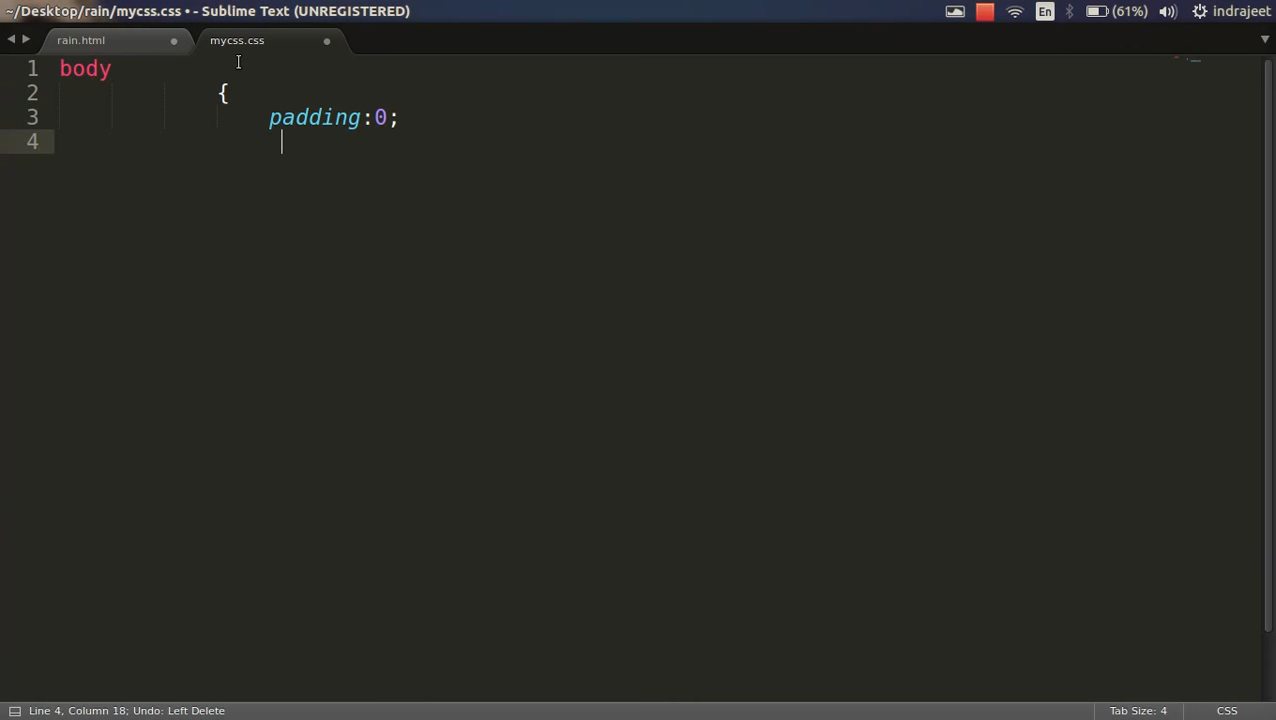 ~/Desktop/rain/mycss.css • - Sublime Text (UNREGISTERED)
En
(61%)
indrajeet
rain.html
mycss.css
1 body
2 {
3 padding:0;
4
Line 4, Column 18; Undo: Left Delete
Tab Size: 4
CSS